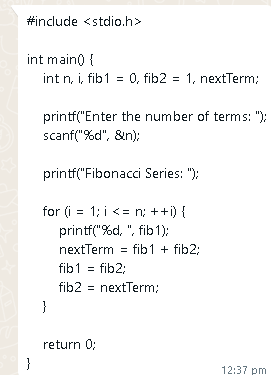 #include <stdio.h>
int main() {
int n, i, fib1 = 0, fib2 = 1, nextTerm;
printf("Enter the number of terms: ");
scanf("%d", &n);
printf("Fibonacci Series: ");
for (i = 1; i <= n; ++i) {
printf("%d, ", fib1);
nextTerm = fib1 + fib2;
fib1 = fib2;
fib2 = nextTerm;
}
return 0;
}
12:37 pm